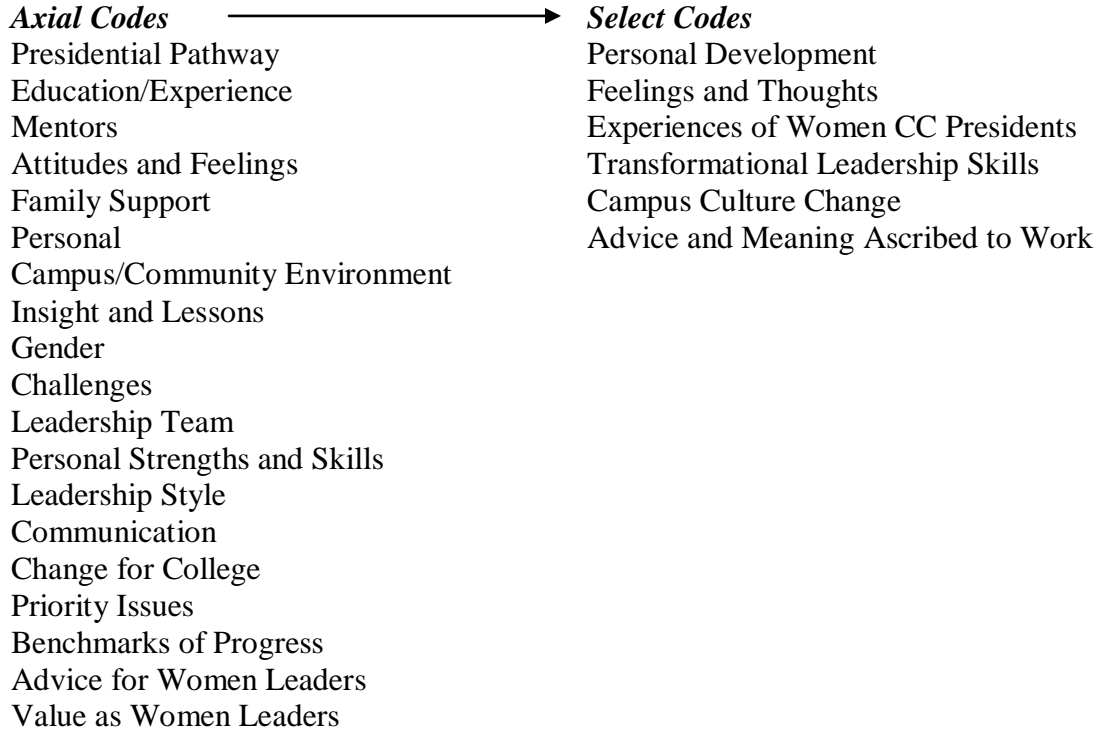 Axial Codes Select Codes
Presidential Pathway Personal Development
Education/Experience Feelings and Thoughts
Mentors Experiences of Women CC Presidents
Attitudes and Feelings Transformational Leadership Skills
Family Support Campus Culture Change
Personal Advice and Meaning Ascribed to Work
Campus/Community Environment
Insight and Lessons
Gender
Challenges
Leadership Team
Personal Strengths and Skills
Leadership Style
Communication
Change for College
Priority Issues
Benchmarks of Progress
Advice for Women Leaders
Value as Women Leaders